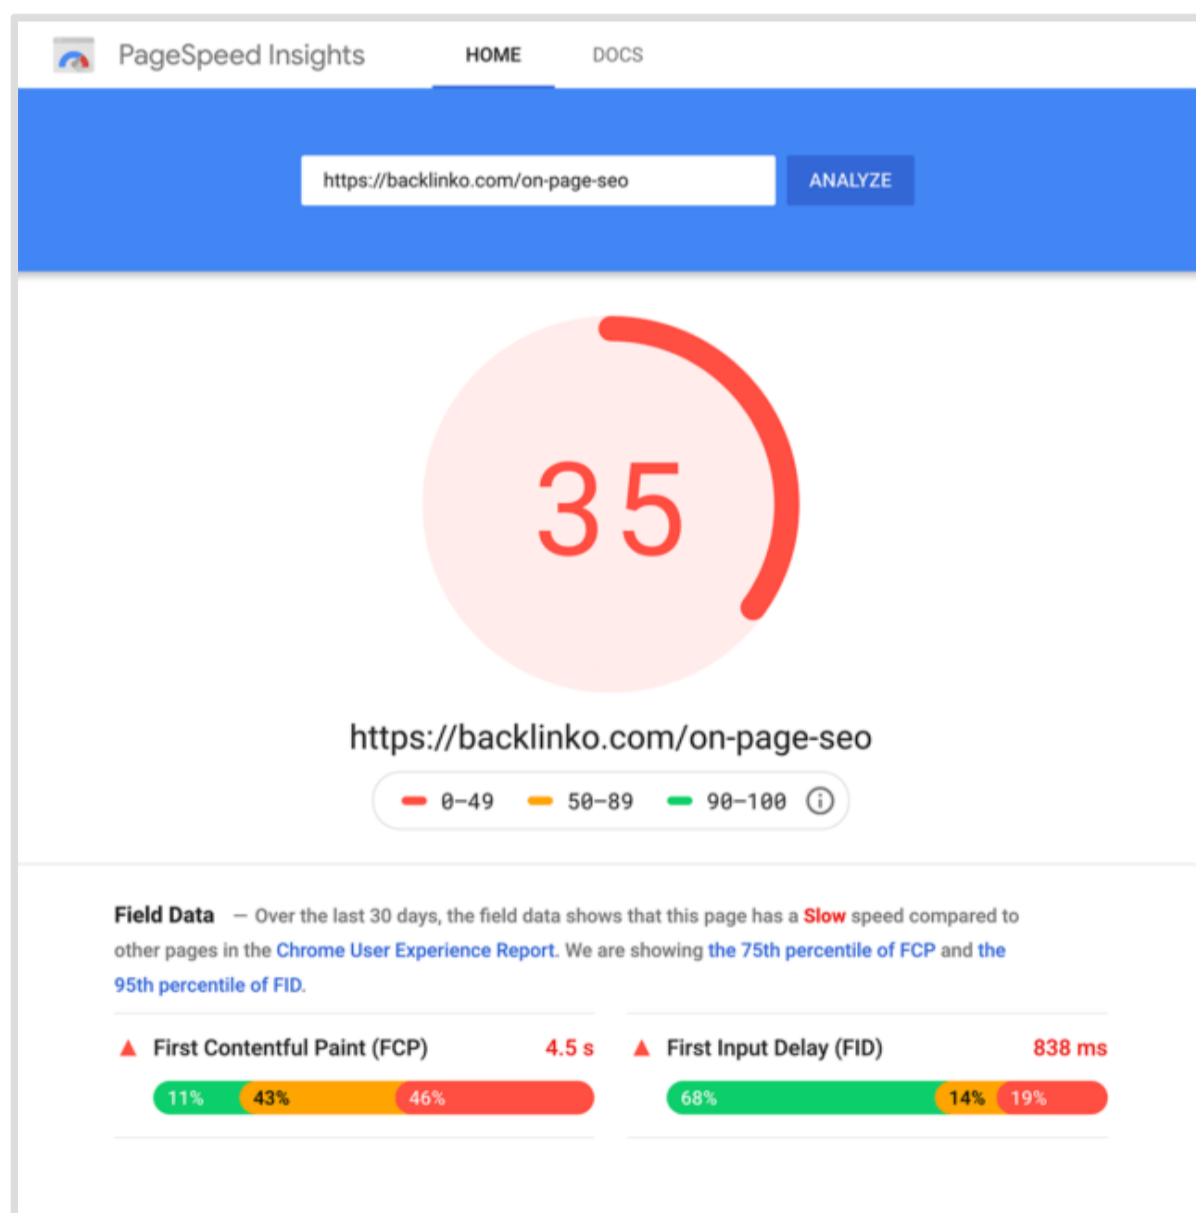 PageSpeed Insights HOME DOCS
https://backlinko.com/on-page-seo ANALYZE
35
https://backlinko.com/on-page-seo
0–49 50–89 90–100
Field Data — Over the last 30 days, the field data shows that this page has a Slow speed compared to
other pages in the Chrome User Experience Report. We are showing the 75th percentile of FCP and the
95th percentile of FID.
First Contentful Paint (FCP) 4.5 s
11% 43% 46%
First Input Delay (FID) 838 ms
68% 14% 19%